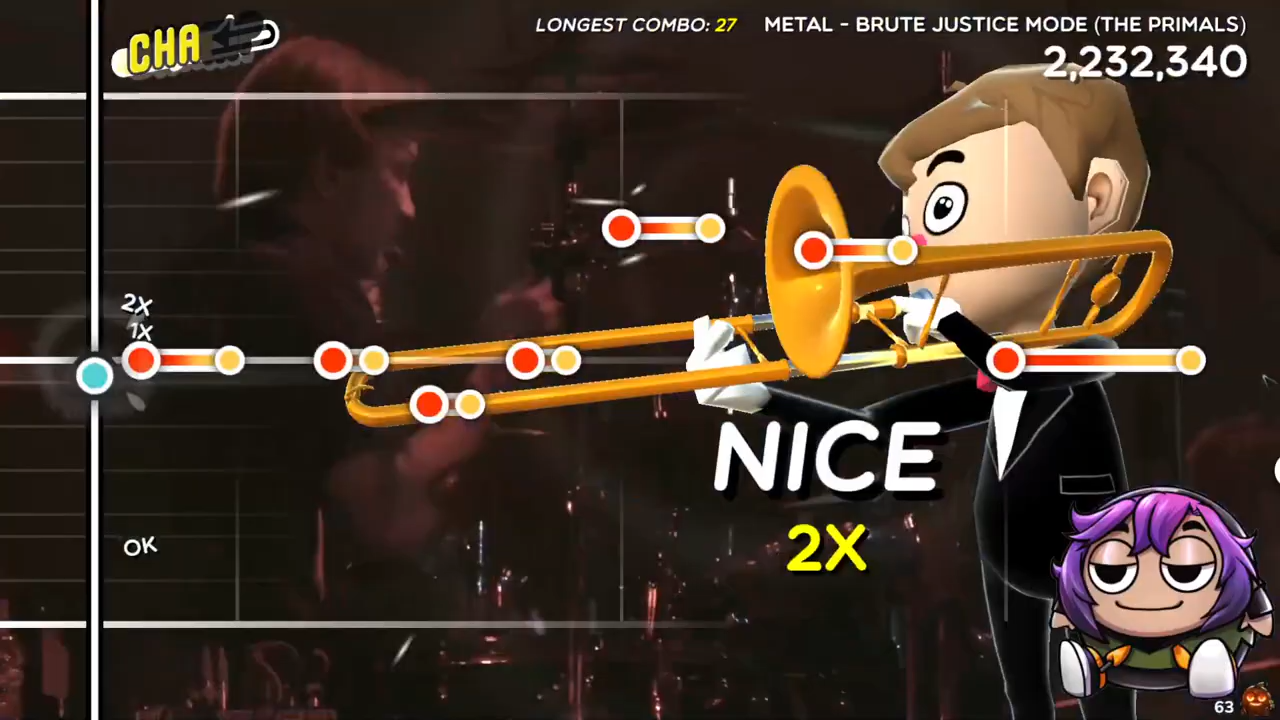 CHA
LONGEST COMBO: 27
METAL - BRUTE JUSTICE MODE (THE PRIMALS)
2,232,340
2X
1X
NICE
2X
OK
63